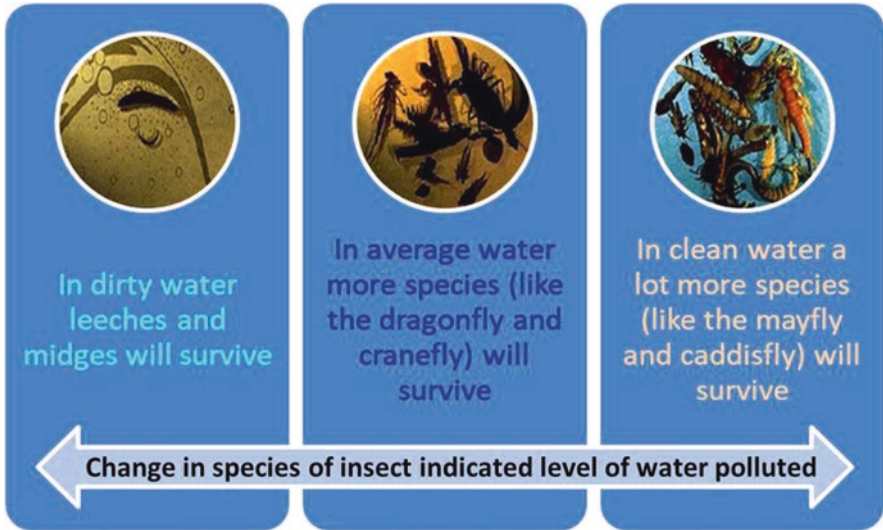 In dirty water
leeches and
midges will survive
In average water
more species (like
the dragonfly and
cranefly) will
survive
In clean water a
lot more species
(like the mayfly
and caddisfly) will
survive
Change in species of insect indicated level of water polluted